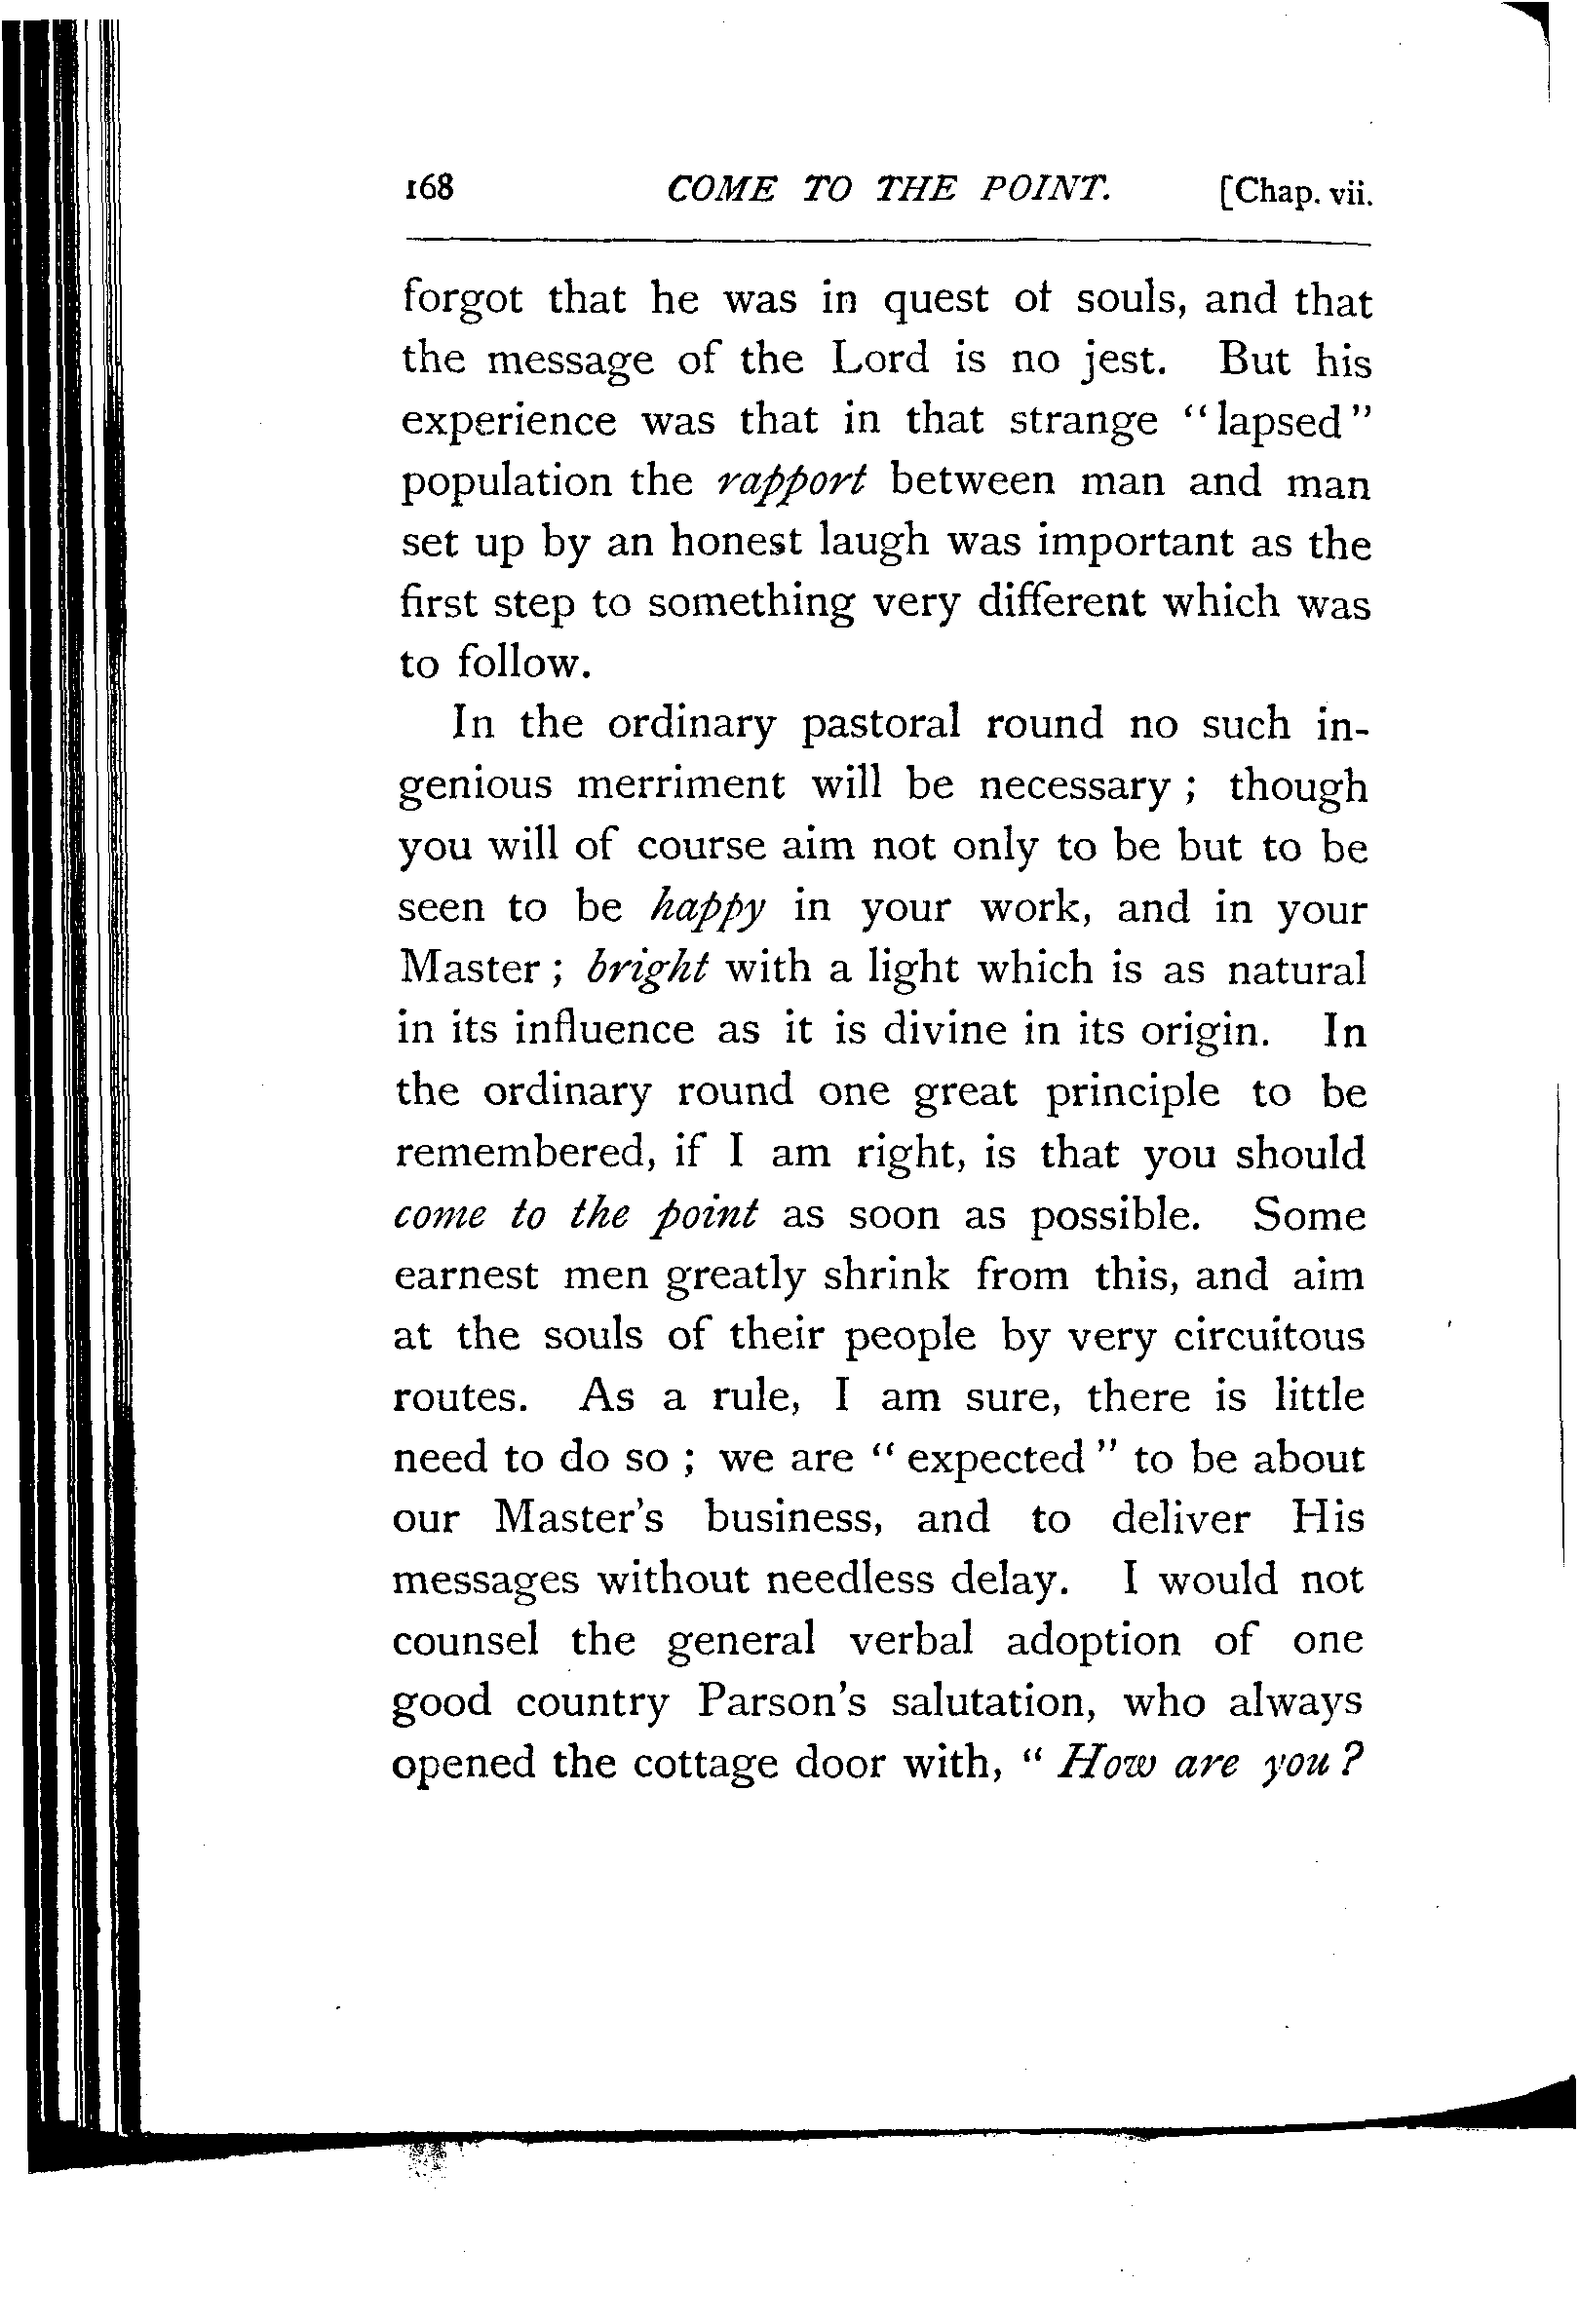 168 COME TO THE POINT. [Chap. vii.
forgot that he was in quest of souls, and that
the message of the Lord is no jest. But his
experience was that in that strange "lapsed"
population the rapport between man and man
set up by an honest laugh was important as the
first step to something very different which was
to follow.
In the ordinary pastoral round no such in-
genious merriment will be necessary ; though
you will of course aim not only to be but to be
seen to be happy in your work, and in your
Master ; bright with a light which is as natural
in its influence as it is divine in its origin. In
the ordinary round one great principle to be
remembered, if I am right, is that you should
come to the point as soon as possible. Some
earnest men greatly shrink from this, and aim
at the souls of their people by very circuitous
routes. As a rule, I am sure, there is little
need to do so ; we are " expected " to be about
our Master's business, and to deliver His
messages without needless delay. I would not
counsel the general verbal adoption of one
good country Parson's salutation, who always
opened the cottage door with, " How are you ?